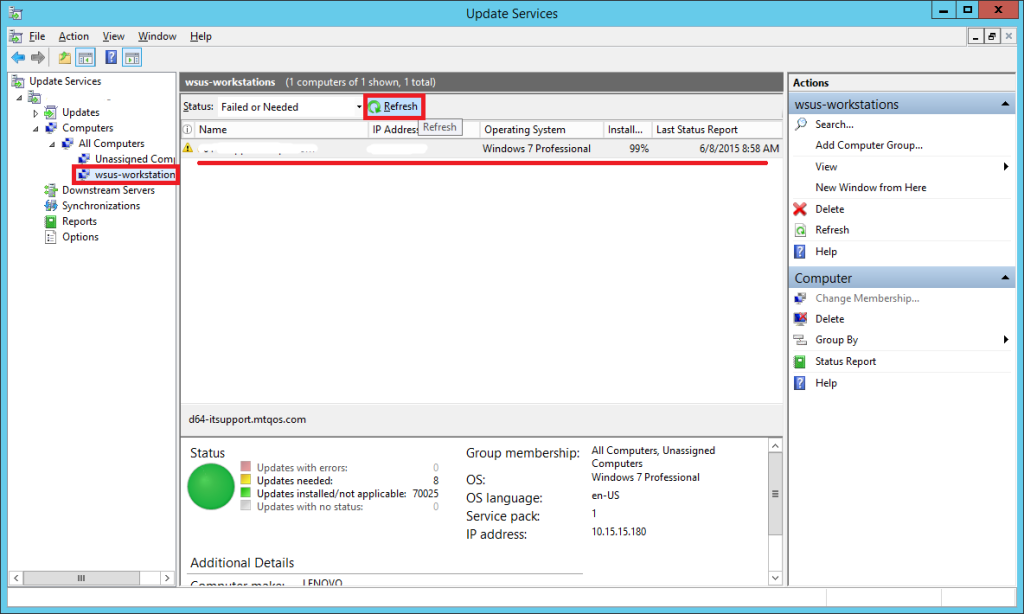 Update Services
File Action View Window Help
Update Services
Updates
Computers
All Computers
Unassigned Comp
wsus-workstation
Downstream Servers
Synchronizations
Reports
Options
wsus-workstations (1 computers of 1 shown, 1 total)
Status: Failed or Needed Refresh
Refresh
Name IP Address Operating System Install... Last Status Report
Windows 7 Professional 99% 6/8/2015 8:58 AM
d64-itsupport.mtqos.com
Status
Updates with errors: 0
Updates needed: 8
Updates installed/not applicable: 70025
Updates with no status: 0
Group membership: All Computers, Unassigned
Computers
OS: Windows 7 Professional
OS language: en-US
Service pack: 1
IP address: 10.15.15.180
Additional Details
Computer make: LENOVO
Actions
wsus-workstations
Search...
Add Computer Group...
View
New Window from Here
Delete
Refresh
Help
Computer
Change Membership...
Delete
Group By
Status Report
Help